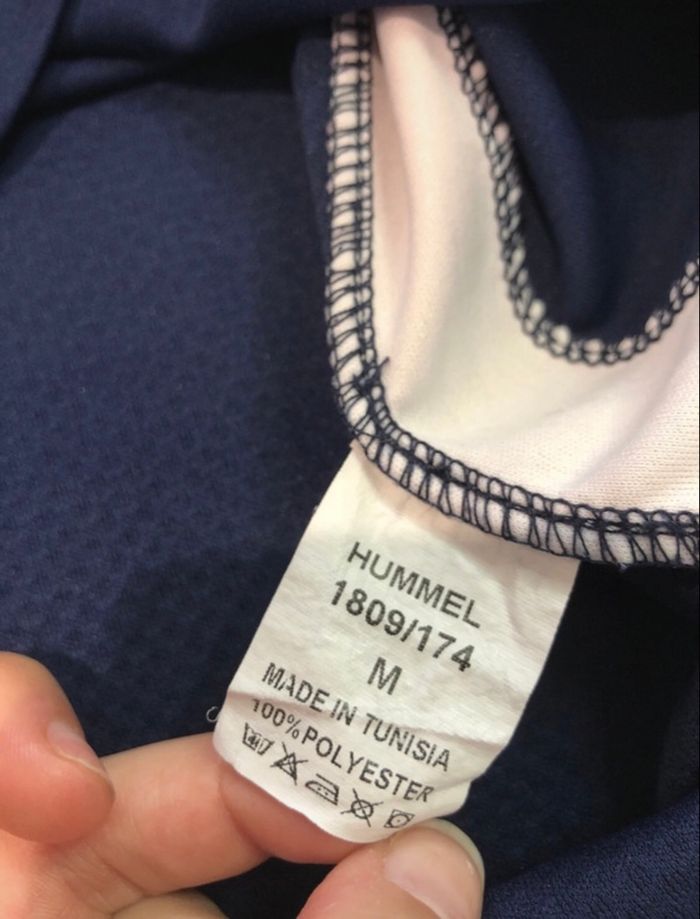 HUMMEL
1809/174
M
MADE IN TUNISIA
100% POLYESTER